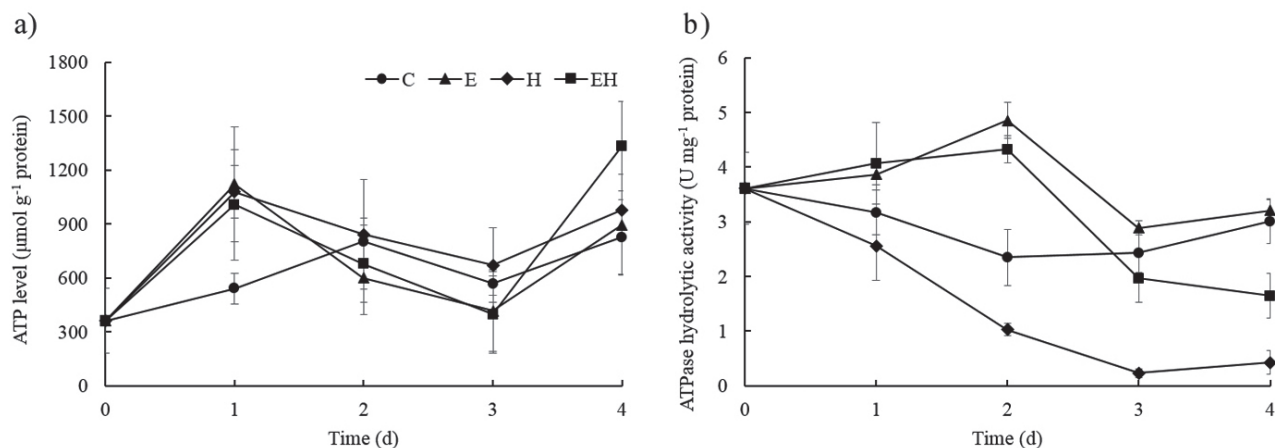 a)
ATP level (μmol g⁻¹ protein)
1800
1500
1200
900
600
300
0
C E H EH
0 1 2 3 4
Time (d)
b)
ATPase hydrolytic activity (U mg⁻¹ protein)
6
5
4
3
2
1
0
0 1 2 3 4
Time (d)